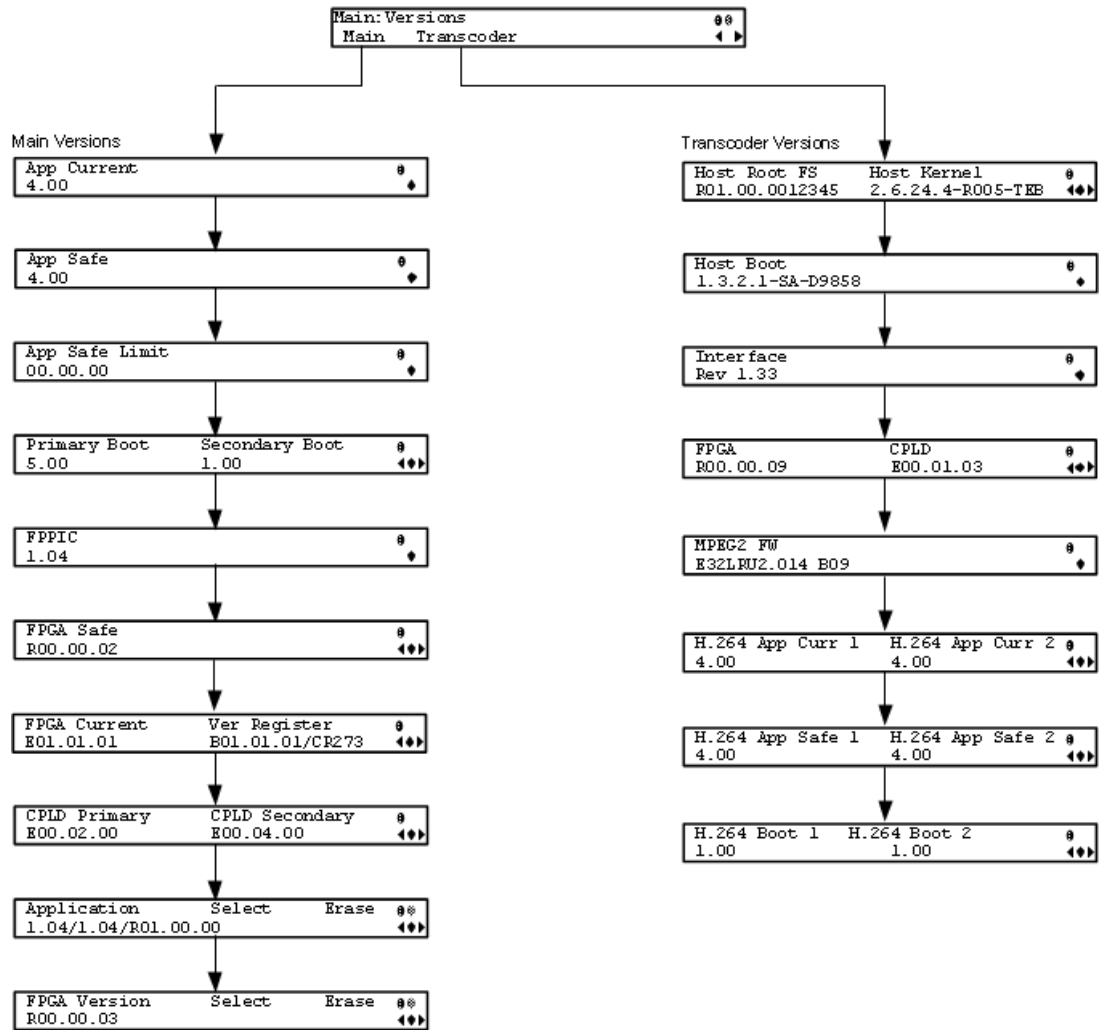 Main:Versions
Main Transcoder
Main Versions
App Current
4.00
App Safe
4.00
App Safe Limit
00.00.00
Primary Boot Secondary Boot
5.00 1.00
FPPIC
1.04
FPGA Safe
R00.00.02
FPGA Current Ver Register
E01.01.01 B01.01.01/CR273
CPLD Primary CPLD Secondary
E00.02.00 E00.04.00
Application Select Erase
1.04/1.04/R01.00.00
FPGA Version Select Erase
R00.00.03
Transcoder Versions
Host Root FS Host Kernel
R01.00.0012345 2.6.24.4-R005-TEB
Host Boot
1.3.2.1-SA-D9858
Interface
Rev 1.33
FPGA CPLD
R00.00.09 E00.01.03
MPEG2 FW
E32LRU2.014 B09
H.264 App Curr 1 H.264 App Curr 2
4.00 4.00
H.264 App Safe 1 H.264 App Safe 2
4.00 4.00
H.264 Boot 1 H.264 Boot 2
1.00 1.00